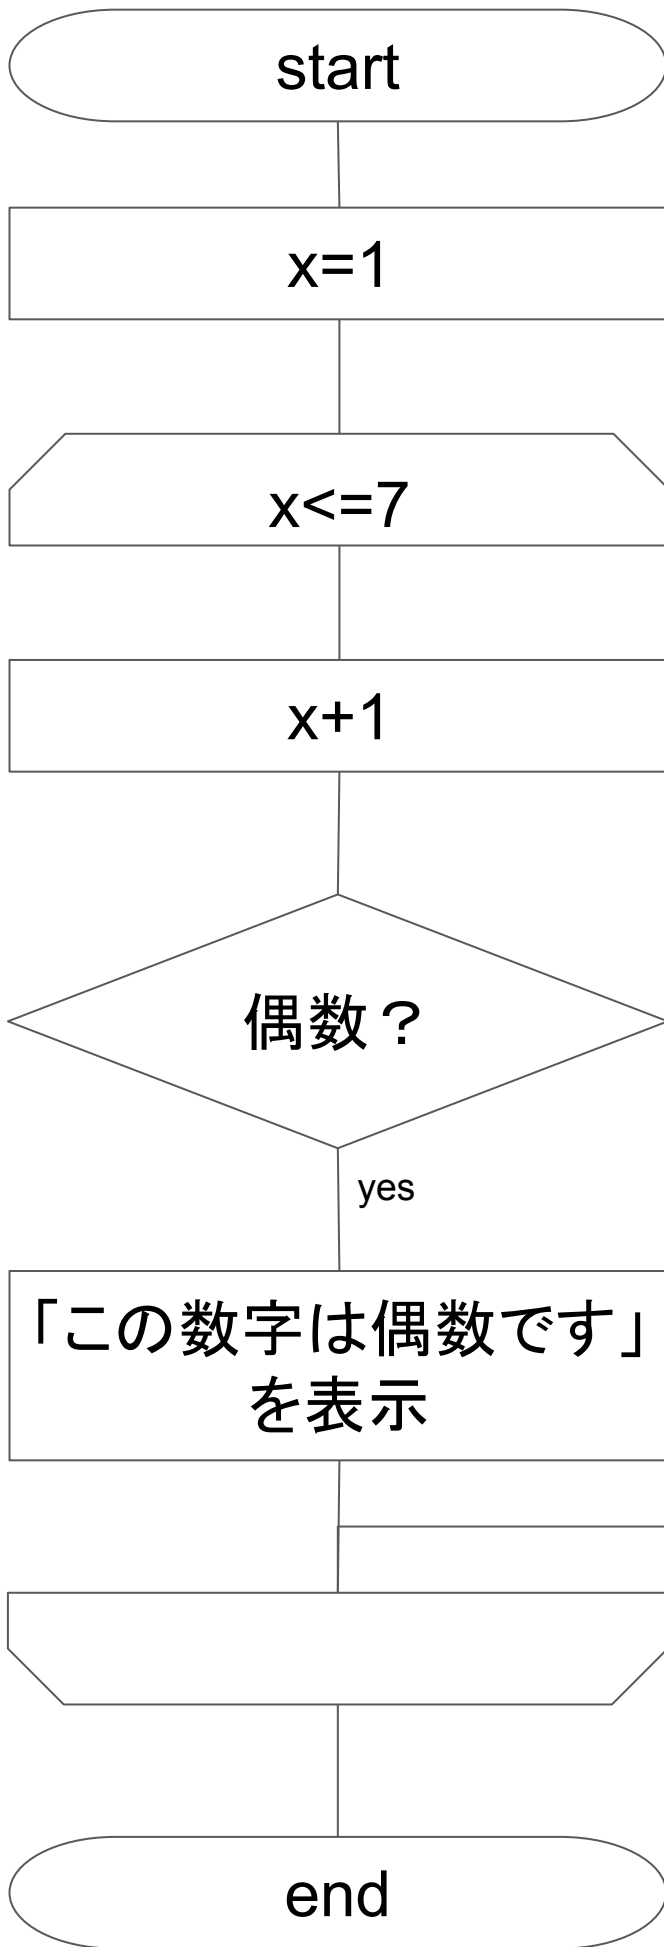 start
x=1
x<=7
x+1
偶数？
yes
「この数字は偶数です」
を表示
end